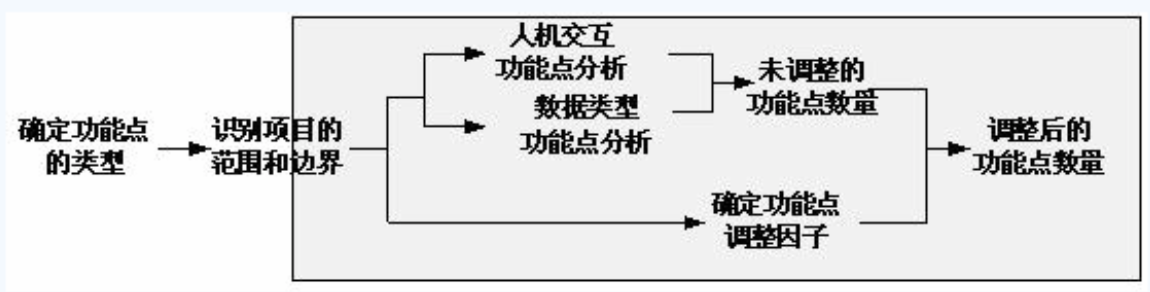 确定功能点
的类型
识别项目的
范围和边界
人机交互
功能点分析
数据类型
功能点分析
未调整的
功能点数量
确定功能点
调整因子
调整后的
功能点数量